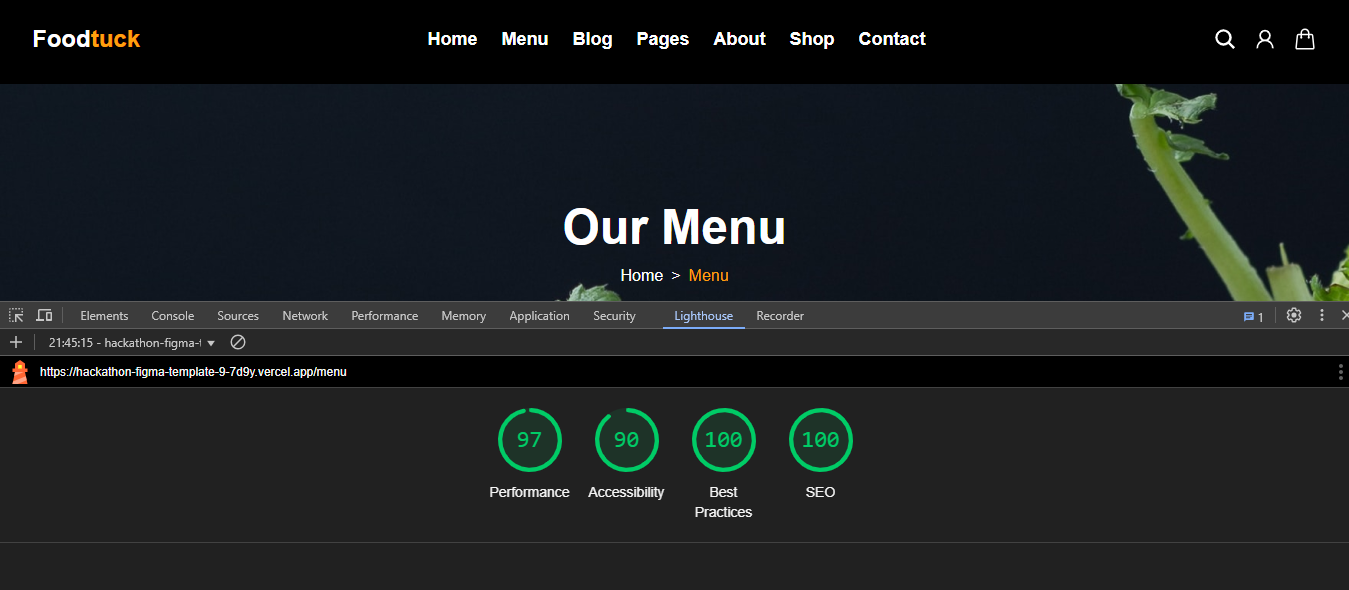 Foodtuck
Home Menu Blog Pages About Shop Contact
Our Menu
Home > Menu
Elements Console Sources Network Performance Memory Application Security Lighthouse Recorder 1
21:45:15 - hackathon-figma-t
https://hackathon-figma-template-9-7d9y.vercel.app/menu
97 90 100 100
Performance Accessibility Best Practices SEO